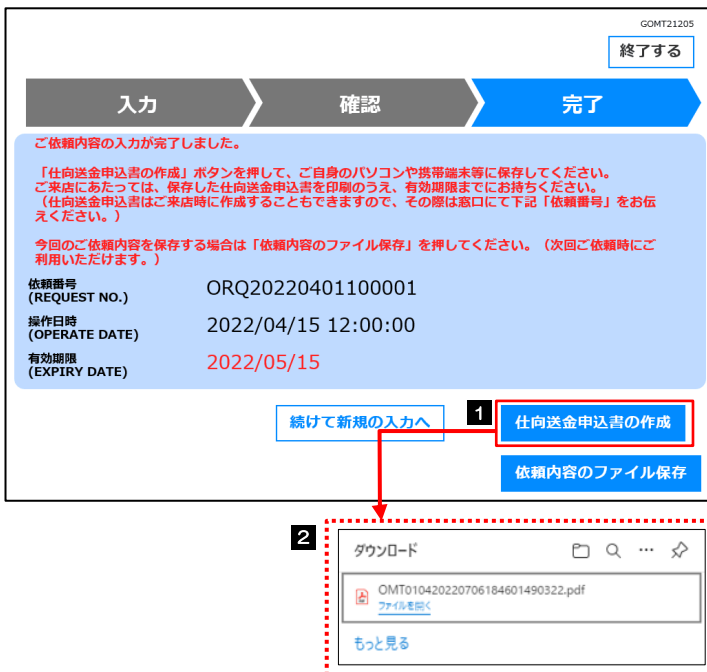 GOMT21205
終了する
入力
確認
完了
ご依頼内容の入力が完了しました。
「仕向送金申込書の作成」ボタンを押して、ご自身のパソコンや携帯端末等に保存してください。
ご来店にあたっては、保存した仕向送金申込書を印刷のうえ、有効期限までにお持ちください。
（仕向送金申込書はご来店時に作成することもできますので、その際は窓口にて下記「依頼番号」をお伝
えください。）
今回のご依頼内容を保存する場合は「依頼内容のファイル保存」を押してください。（次回ご依頼時にご
利用いただけます。）
依頼番号
(REQUEST NO.)
ORQ20220401100001
操作日時
(OPERATE DATE)
2022/04/15 12:00:00
有効期限
(EXPIRY DATE)
2022/05/15
続けて新規の入力へ
1
仕向送金申込書の作成
依頼内容のファイル保存
2
ダウンロード
OMT010420220706184601490322.pdf
ファイルを開く
もっと見る